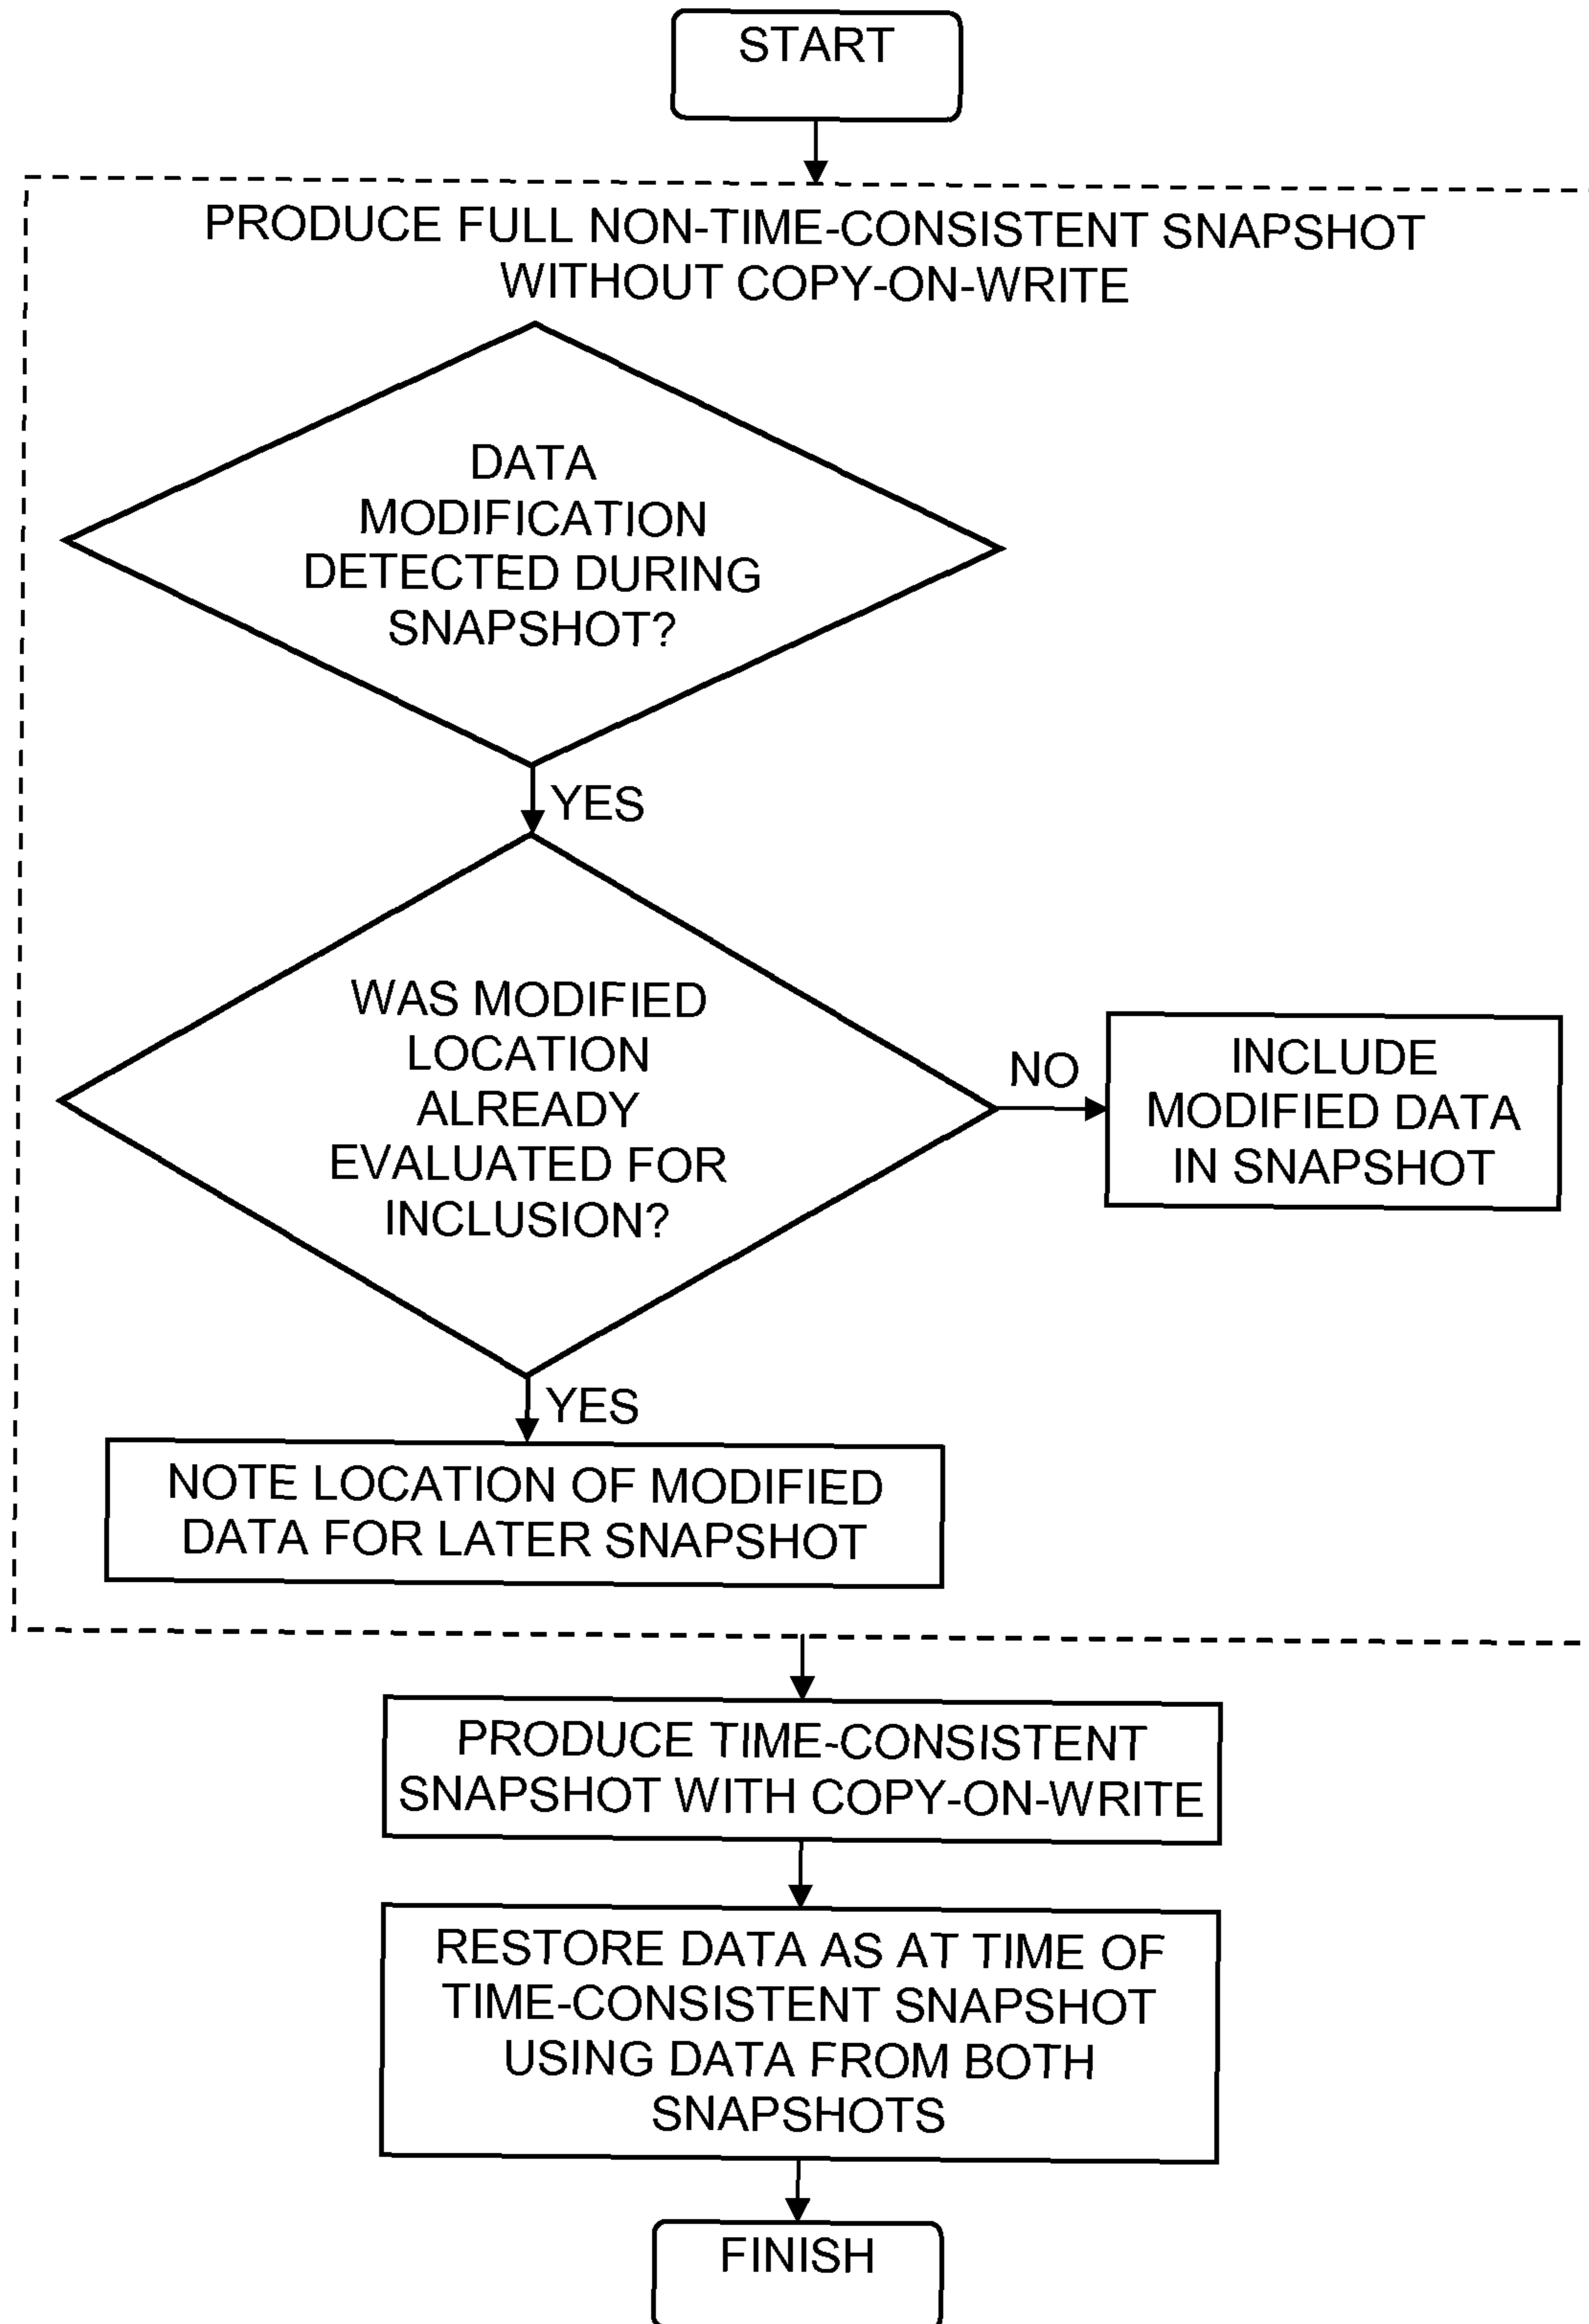 START
PRODUCE FULL NON-TIME-CONSISTENT SNAPSHOT
WITHOUT COPY-ON-WRITE
DATA
MODIFICATION
DETECTED DURING
SNAPSHOT?
YES
WAS MODIFIED
LOCATION
ALREADY
EVALUATED FOR
INCLUSION?
NO
INCLUDE
MODIFIED DATA
IN SNAPSHOT
YES
NOTE LOCATION OF MODIFIED
DATA FOR LATER SNAPSHOT
PRODUCE TIME-CONSISTENT
SNAPSHOT WITH COPY-ON-WRITE
RESTORE DATA AS AT TIME OF
TIME-CONSISTENT SNAPSHOT
USING DATA FROM BOTH
SNAPSHOTS
FINISH